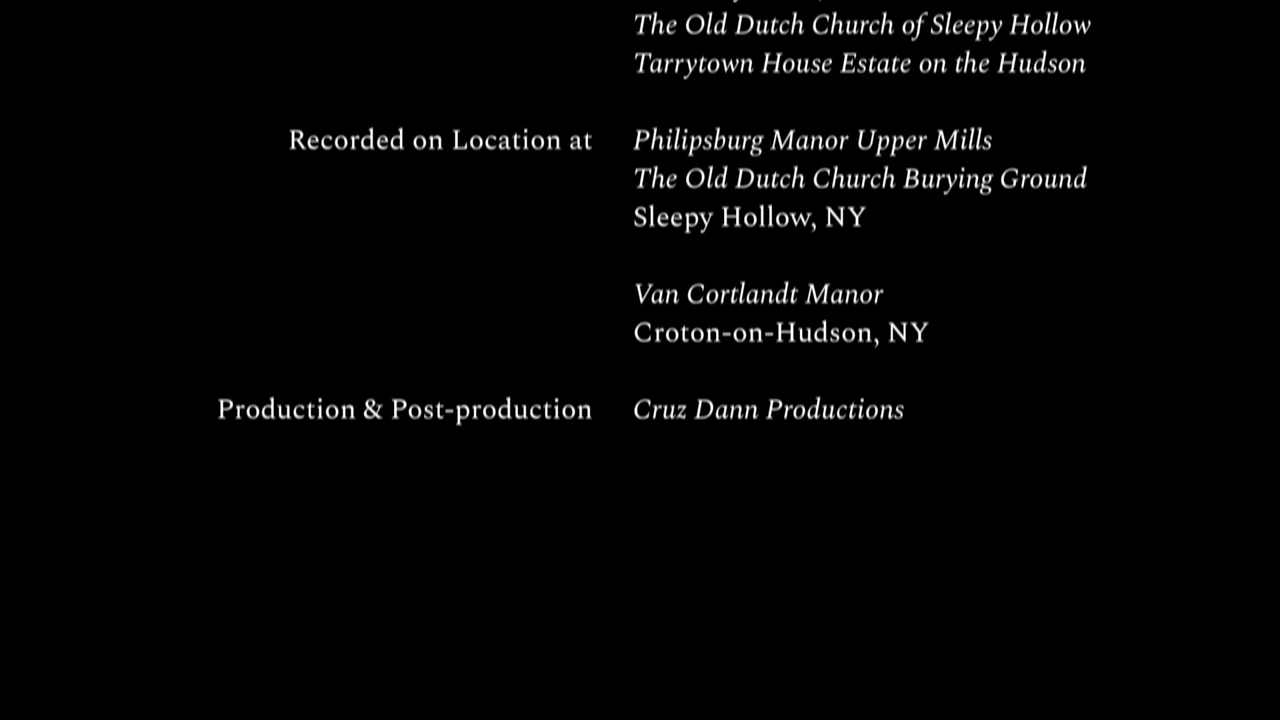 The Old Dutch Church of Sleepy Hollow
Tarrytown House Estate on the Hudson
Recorded on Location at Philipsburg Manor Upper Mills
The Old Dutch Church Burying Ground
Sleepy Hollow, NY
Van Cortlandt Manor
Croton-on-Hudson, NY
Production & Post-production Cruz Dann Productions